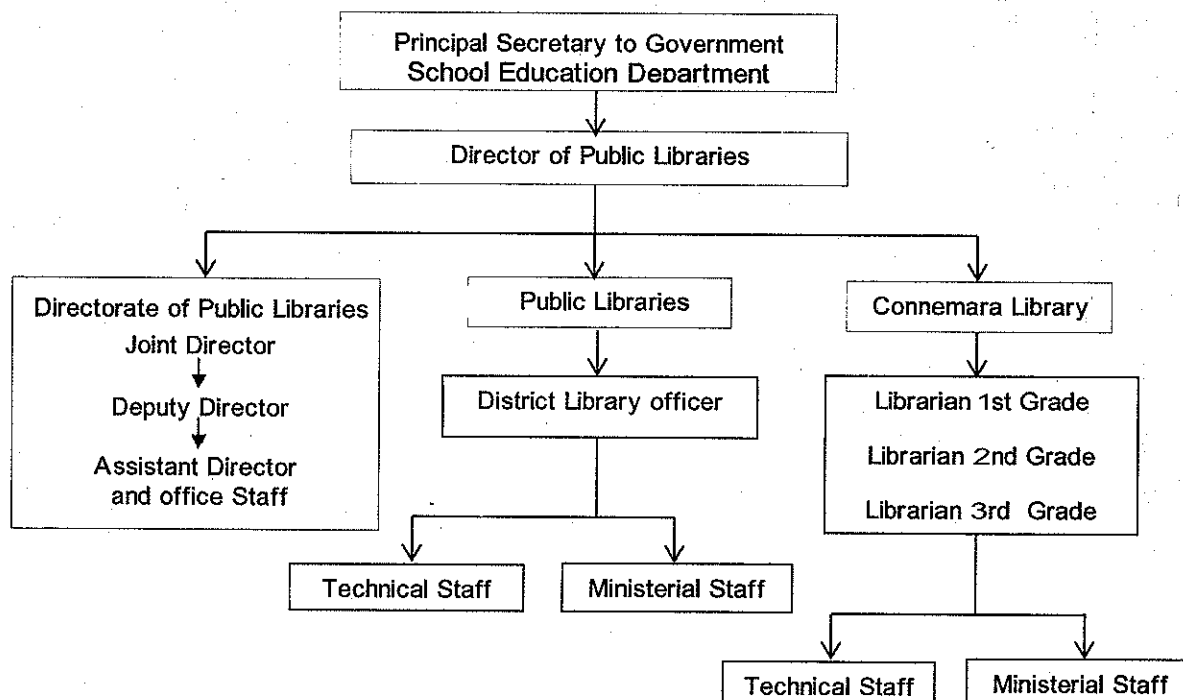 Principal Secretary to Government
School Education Department
Director of Public Libraries
Directorate of Public Libraries
Joint Director
Deputy Director
Assistant Director
and office Staff
Public Libraries
District Library officer
Technical Staff
Ministerial Staff
Connemara Library
Librarian 1st Grade
Librarian 2nd Grade
Librarian 3rd Grade
Technical Staff
Ministerial Staff